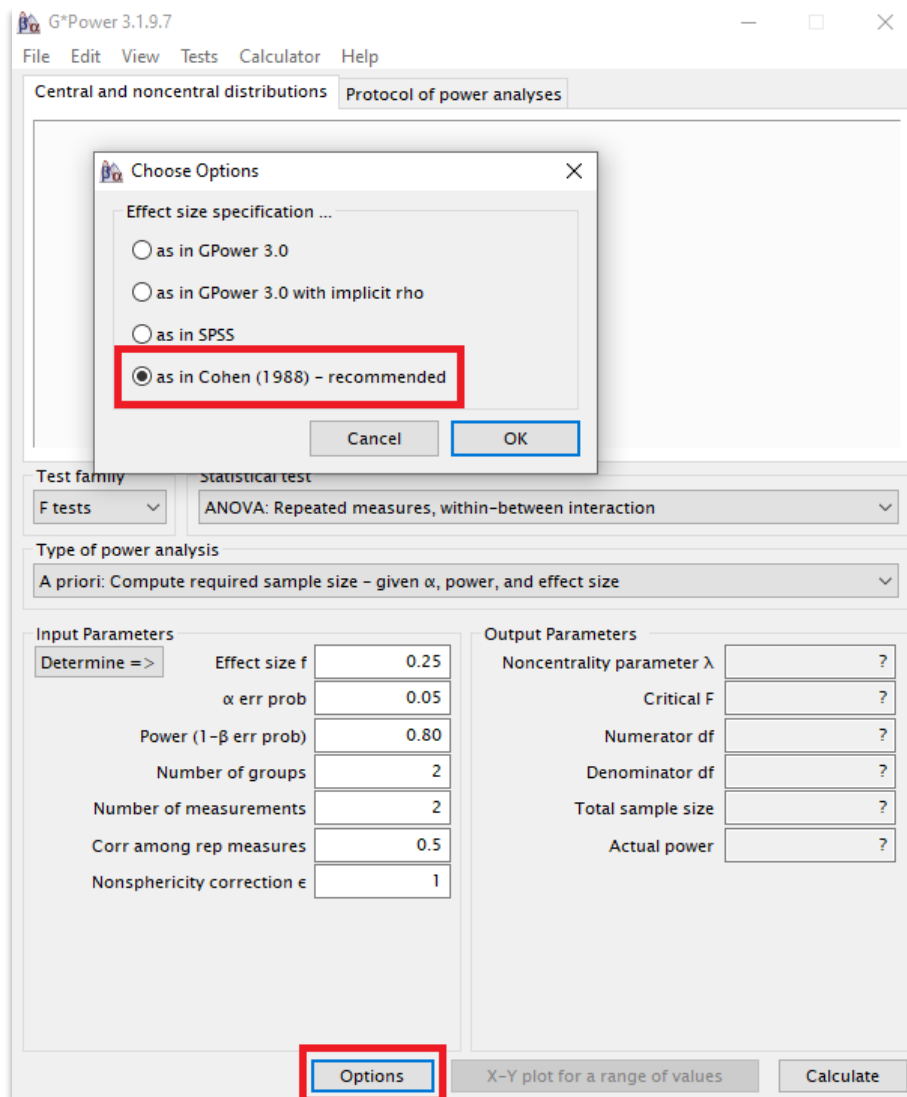 G*Power 3.1.9.7
File Edit View Tests Calculator Help
Central and noncentral distributions Protocol of power analyses
Choose Options
Effect size specification ...
as in GPower 3.0
as in GPower 3.0 with implicit rho
as in SPSS
as in Cohen (1988) – recommended
Cancel OK
Test family Statistical test
F tests ANOVA: Repeated measures, within-between interaction
Type of power analysis
A priori: Compute required sample size – given α, power, and effect size
Input Parameters Output Parameters
Determine => Effect size f 0.25 Noncentrality parameter λ ?
α err prob 0.05 Critical F ?
Power (1-β err prob) 0.80 Numerator df ?
Number of groups 2 Denominator df ?
Number of measurements 2 Total sample size ?
Corr among rep measures 0.5 Actual power ?
Nonsphericity correction ϵ 1
Options X-Y plot for a range of values Calculate